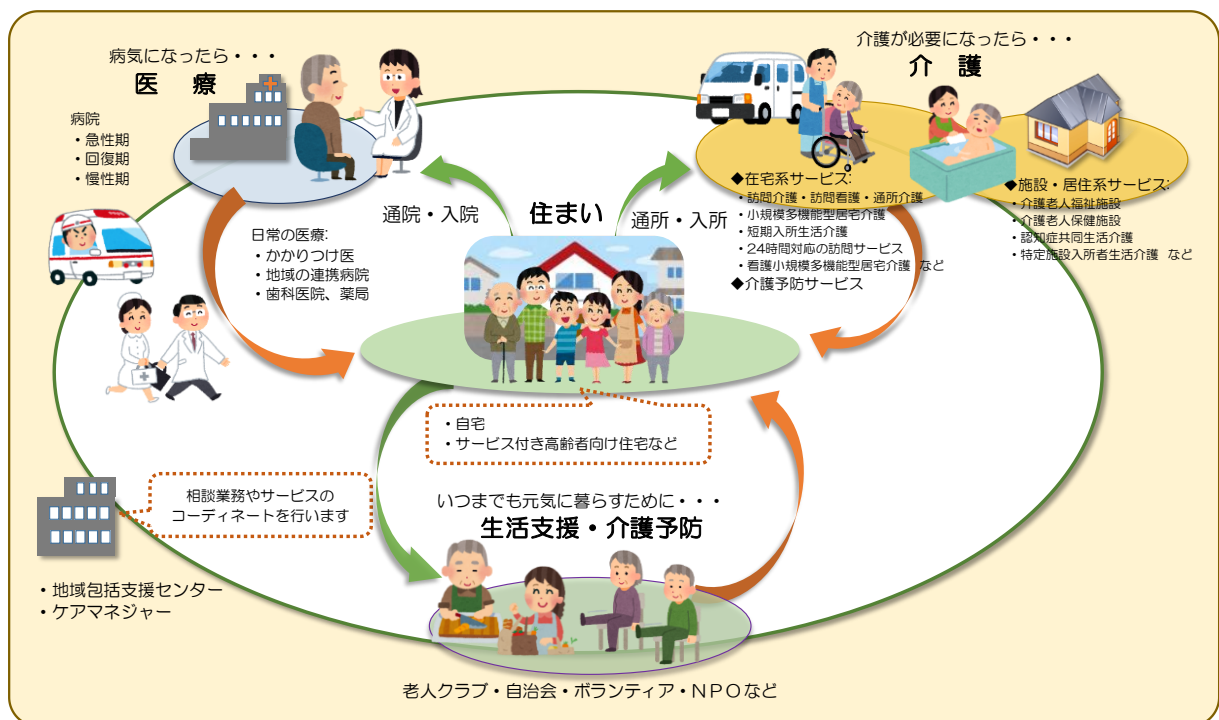 病気になったら・・・
医　療
病院
・急性期
・回復期
・慢性期
日常の医療:
・かかりつけ医
・地域の連携病院
・歯科医院、薬局
通院・入院
住まい
通所・入所
介護が必要になったら・・・
介　護
◆在宅系サービス:
・訪問介護・訪問看護・通所介護
・小規模多機能型居宅介護
・短期入所生活介護
・24時間対応の訪問サービス
・看護小規模多機能型居宅介護 など
◆介護予防サービス
◆施設・居住系サービス:
・介護老人福祉施設
・介護老人保健施設
・認知症共同生活介護
・特定施設入所者生活介護 など
・自宅
・サービス付き高齢者向け住宅など
相談業務やサービスの
コーディネートを行います
・地域包括支援センター
・ケアマネジャー
いつまでも元気に暮らすために・・・
生活支援・介護予防
老人クラブ・自治会・ボランティア・ＮＰＯなど